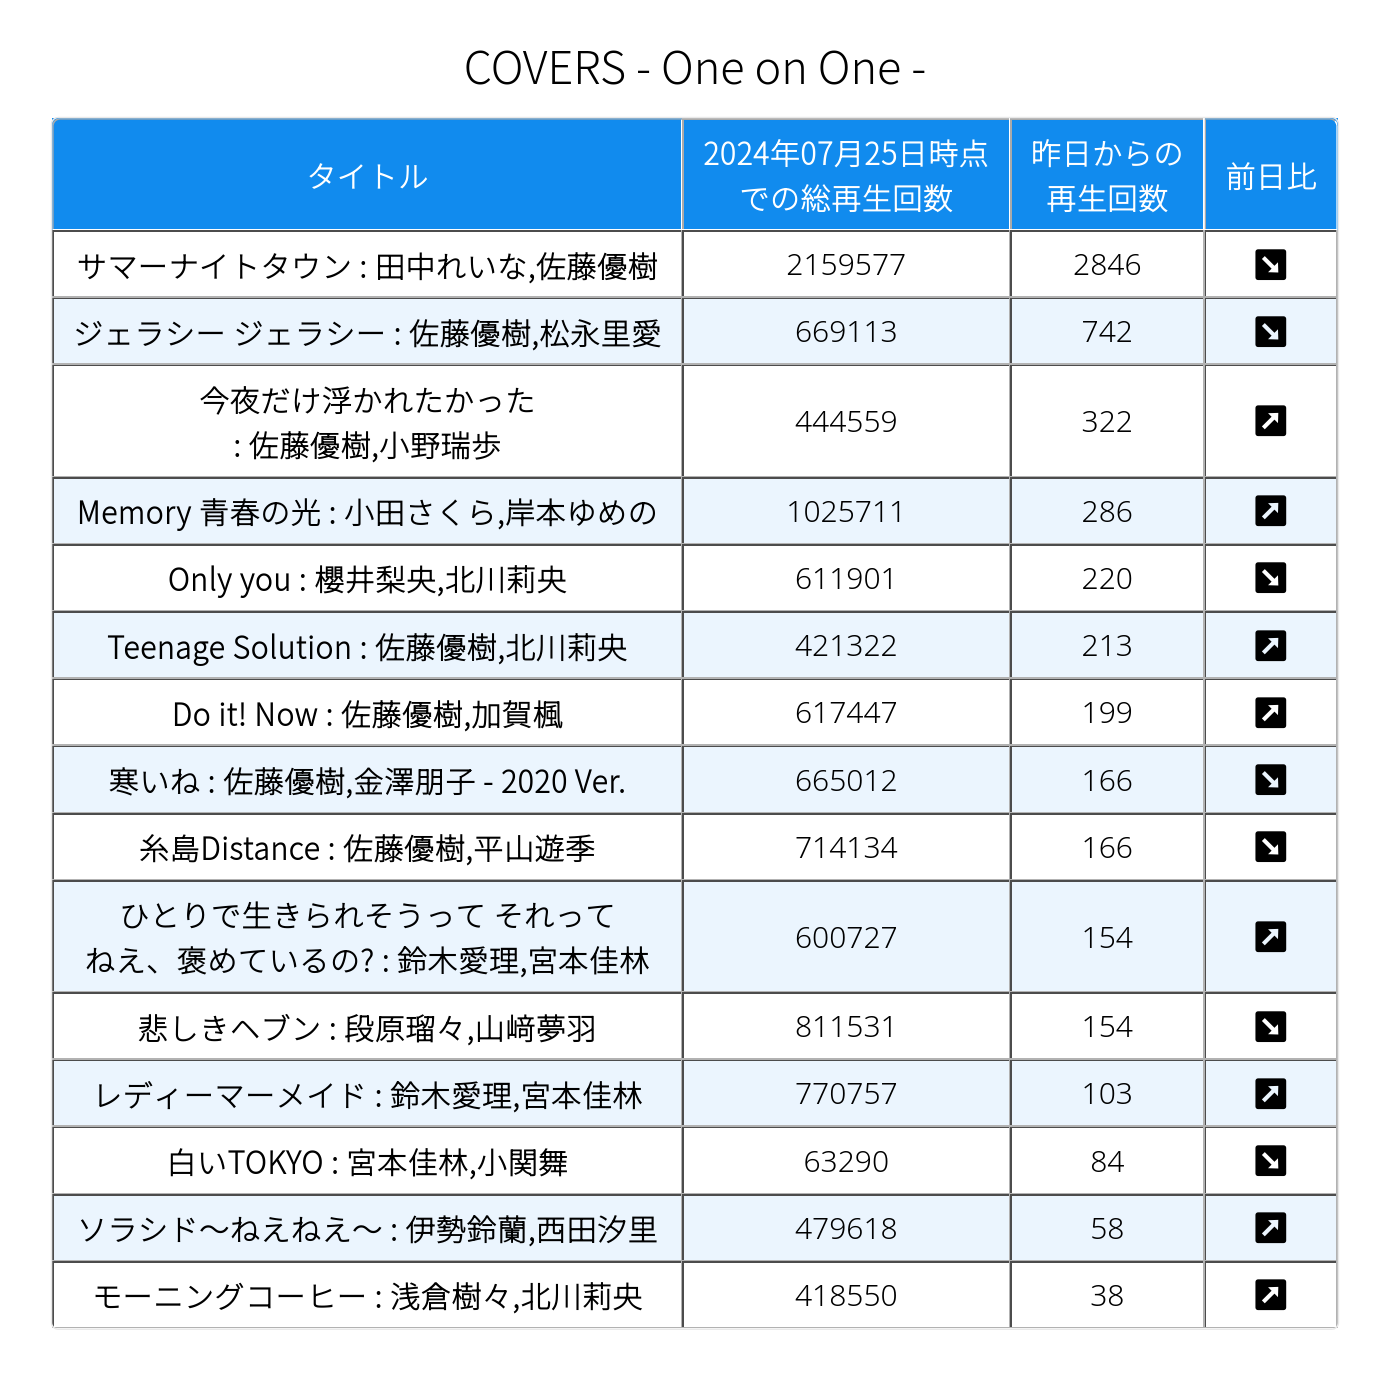 COVERS - One on One -
タイトル
2024年07月25日時点
での総再生回数
昨日からの
再生回数
前日比
サマーナイトタウン : 田中れいな,佐藤優樹
2159577
2846
ジェラシー ジェラシー : 佐藤優樹,松永里愛
669113
742
今夜だけ浮かれたかった
: 佐藤優樹,小野瑞歩
444559
322
Memory 青春の光 : 小田さくら,岸本ゆめの
1025711
286
Only you : 櫻井梨央,北川莉央
611901
220
Teenage Solution : 佐藤優樹,北川莉央
421322
213
Do it! Now : 佐藤優樹,加賀楓
617447
199
寒いね : 佐藤優樹,金澤朋子 - 2020 Ver.
665012
166
糸島Distance : 佐藤優樹,平山遊季
714134
166
ひとりで生きられそうって それって
ねえ、褒めているの? : 鈴木愛理,宮本佳林
600727
154
悲しきヘブン : 段原瑠々,山﨑夢羽
811531
154
レディーマーメイド : 鈴木愛理,宮本佳林
770757
103
白いTOKYO : 宮本佳林,小関舞
63290
84
ソラシド〜ねえねえ〜 : 伊勢鈴蘭,西田汐里
479618
58
モーニングコーヒー : 浅倉樹々,北川莉央
418550
38